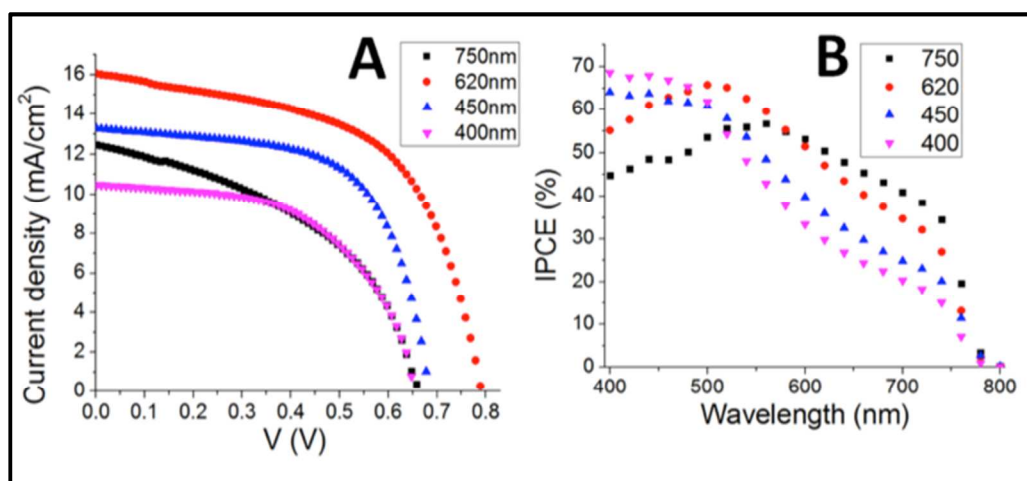 A
750nm
620nm
450nm
400nm
16
14
12
10
8
6
4
2
0
Current density (mA/cm²)
0.0 0.1 0.2 0.3 0.4 0.5 0.6 0.7 0.8
V (V)
B
750
620
450
400
70
60
50
40
30
20
10
0
IPCE (%)
400 500 600 700 800
Wavelength (nm)